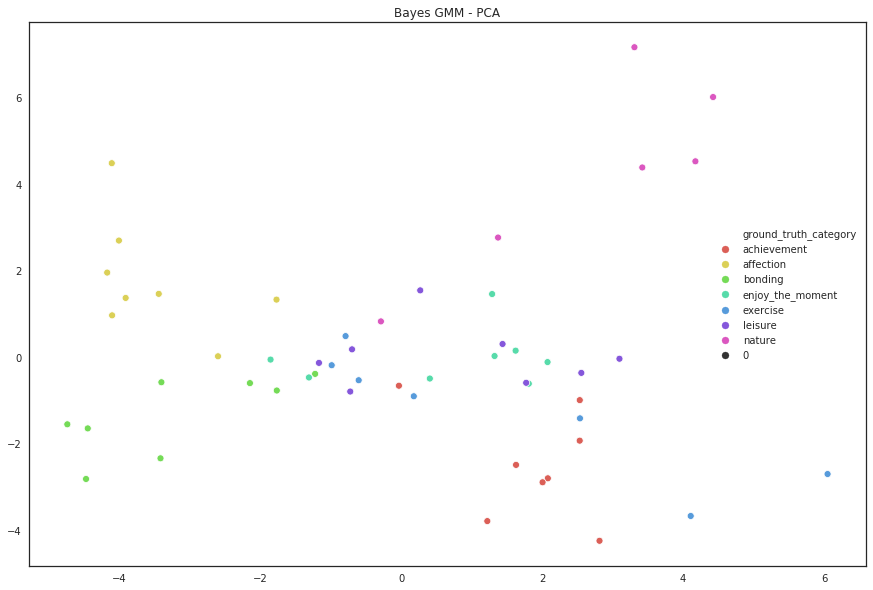 Bayes GMM - PCA
6
4
2
0
−2
−4
−4
−2
0
2
4
6
ground_truth_category
achievement
affection
bonding
enjoy_the_moment
exercise
leisure
nature
0